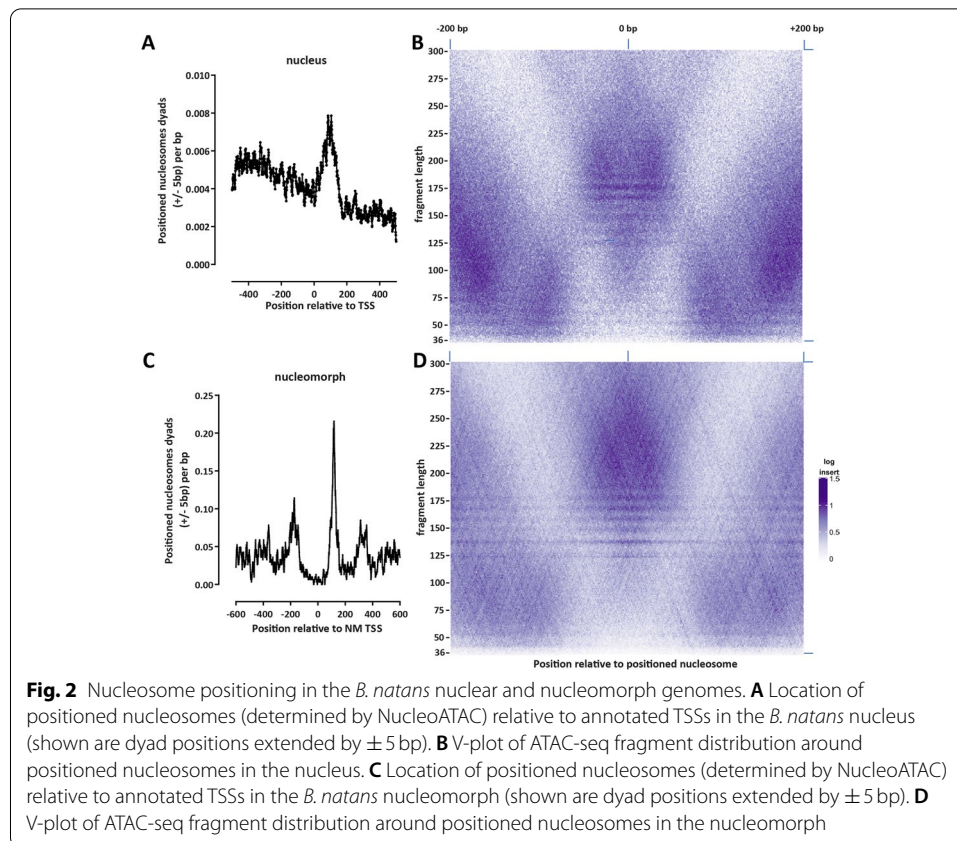 A
nucleus
Positioned nucleosomes dyads
(+/- 5bp) per bp
0.010
0.008
0.006
0.004
0.002
0.000
-400 -200 0 200 400
Position relative to TSS
-200 bp 0 bp +200 bp
B
fragment length
300
275
250
225
200
175
150
125
100
75
50
36
C
nucleomorph
Positioned nucleosomes dyads
(+/- 5bp) per bp
0.25
0.20
0.15
0.10
0.05
0.00
-600 -400 -200 0 200 400 600
Position relative to NM TSS
D
fragment length
300
275
250
225
200
175
150
125
100
75
50
36
Position relative to positioned nucleosome
log
insert
1.5
1
0.5
0
Fig. 2 Nucleosome positioning in the B. natans nuclear and nucleomorph genomes. A Location of
positioned nucleosomes (determined by NucleoATAC) relative to annotated TSSs in the B. natans nucleus
(shown are dyad positions extended by ± 5 bp). B V-plot of ATAC-seq fragment distribution around
positioned nucleosomes in the nucleus. C Location of positioned nucleosomes (determined by NucleoATAC)
relative to annotated TSSs in the B. natans nucleomorph (shown are dyad positions extended by ± 5 bp). D
V-plot of ATAC-seq fragment distribution around positioned nucleosomes in the nucleomorph